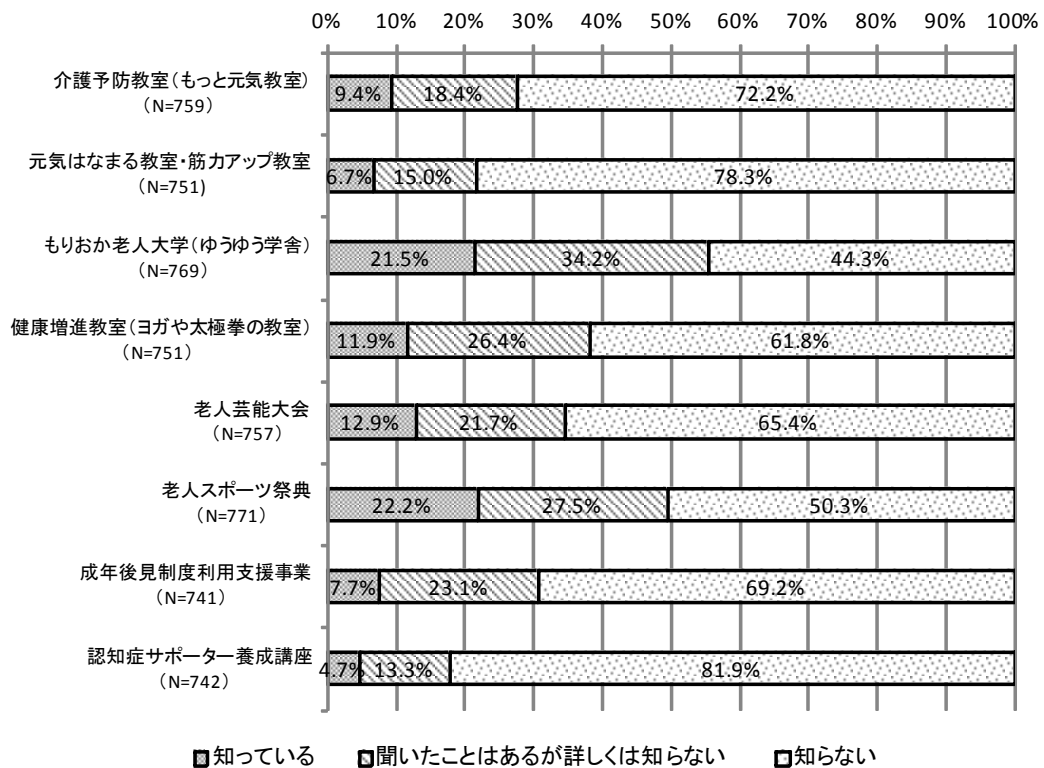 0% 10% 20% 30% 40% 50% 60% 70% 80% 90% 100%
介護予防教室（もっと元気教室）
（N=759）
9.4% 18.4% 72.2%
元気はなまる教室・筋力アップ教室
（N=751)
6.7% 15.0% 78.3%
もりおか老人大学（ゆうゆう学舎）
（N=769）
21.5% 34.2% 44.3%
健康増進教室（ヨガや太極拳の教室）
（N=751）
11.9% 26.4% 61.8%
老人芸能大会
（N=757）
12.9% 21.7% 65.4%
老人スポーツ祭典
（N=771）
22.2% 27.5% 50.3%
成年後見制度利用支援事業
（N=741）
7.7% 23.1% 69.2%
認知症サポーター養成講座
（N=742）
4.7% 13.3% 81.9%
知っている 聞いたことはあるが詳しくは知らない 知らない